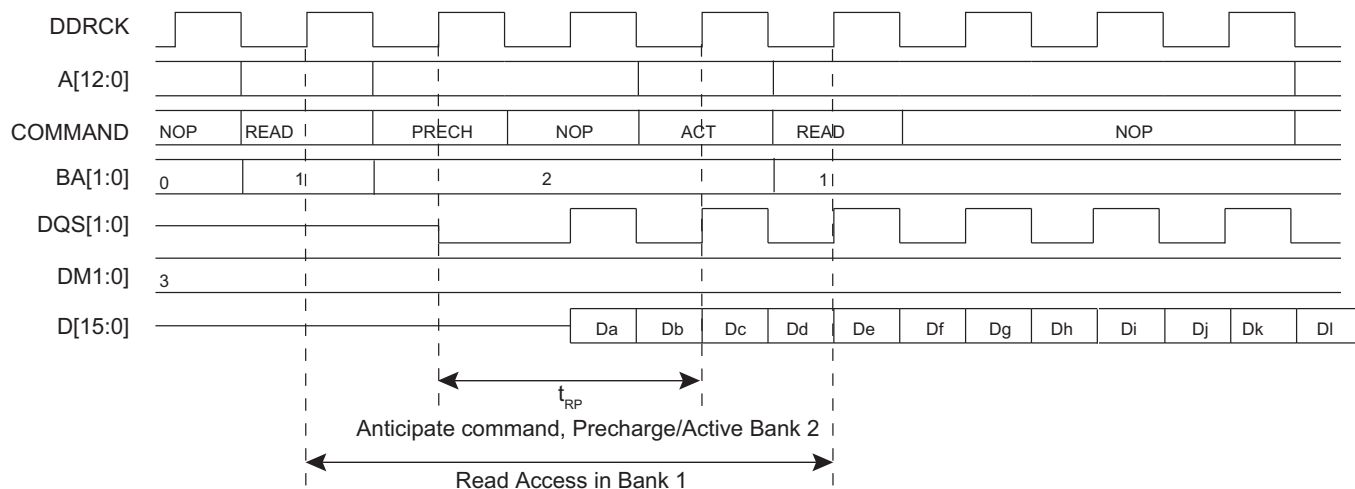 DDRCK
A[12:0]
COMMAND NOP READ PRECH NOP ACT READ NOP
BA[1:0] 0 1 2 1
DQS[1:0]
DM1:0] 3
D[15:0] Da Db Dc Dd De Df Dg Dh Di Dj Dk Dl
tRP
Anticipate command, Precharge/Active Bank 2
Read Access in Bank 1